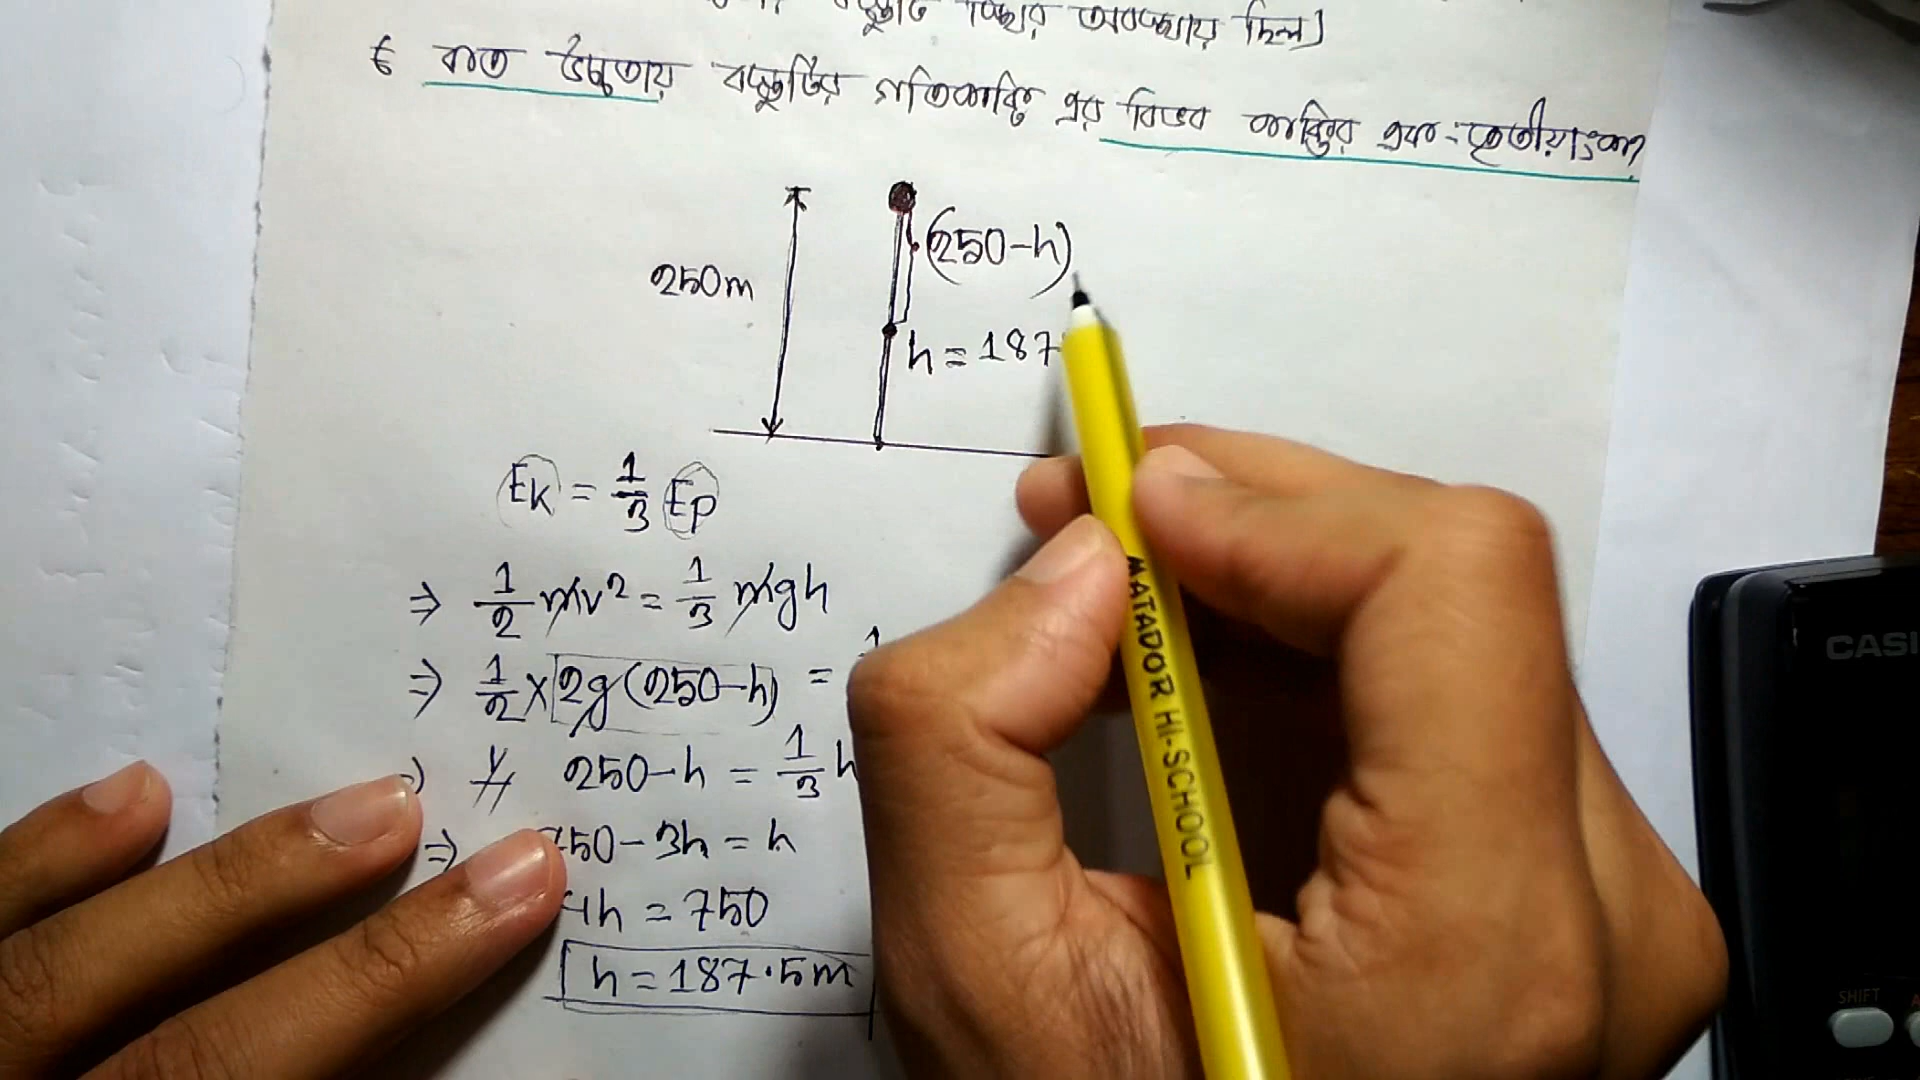 অবস্থায় ছিল]
কত উচ্চতায় বস্তুটির গতিশক্তি এর বিভব শক্তির এক-তৃতীয়াংশ?
250m
(250-h)
h = 187
Ek = 1/3 Ep
⇒ 1/2 mv² = 1/3 mgh
⇒ 1/2 × 2g(250-h) =
250-h = 1/3 h
⇒ 750-3h = h
4h = 750
h = 187.5m
MATADOR HI-SCHOOL
CASI
SHIFT